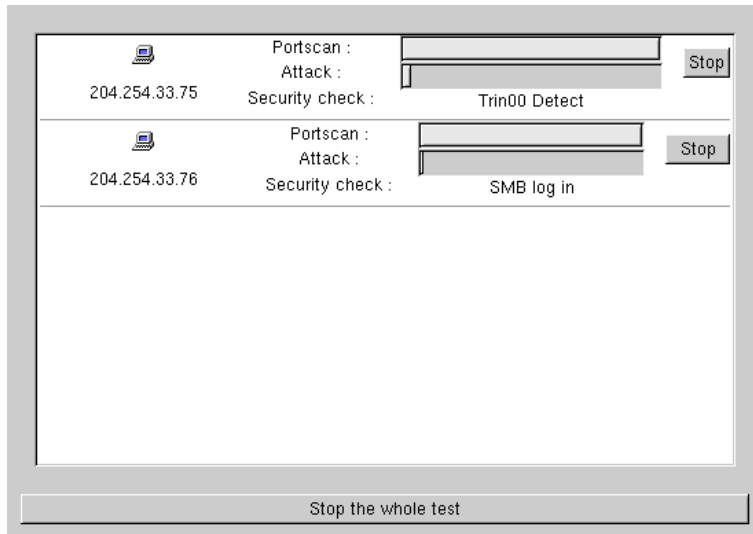 Portscan :
Attack :
Stop
204.254.33.75
Security check :
Trin00 Detect
Portscan :
Attack :
Stop
204.254.33.76
Security check :
SMB log in
Stop the whole test